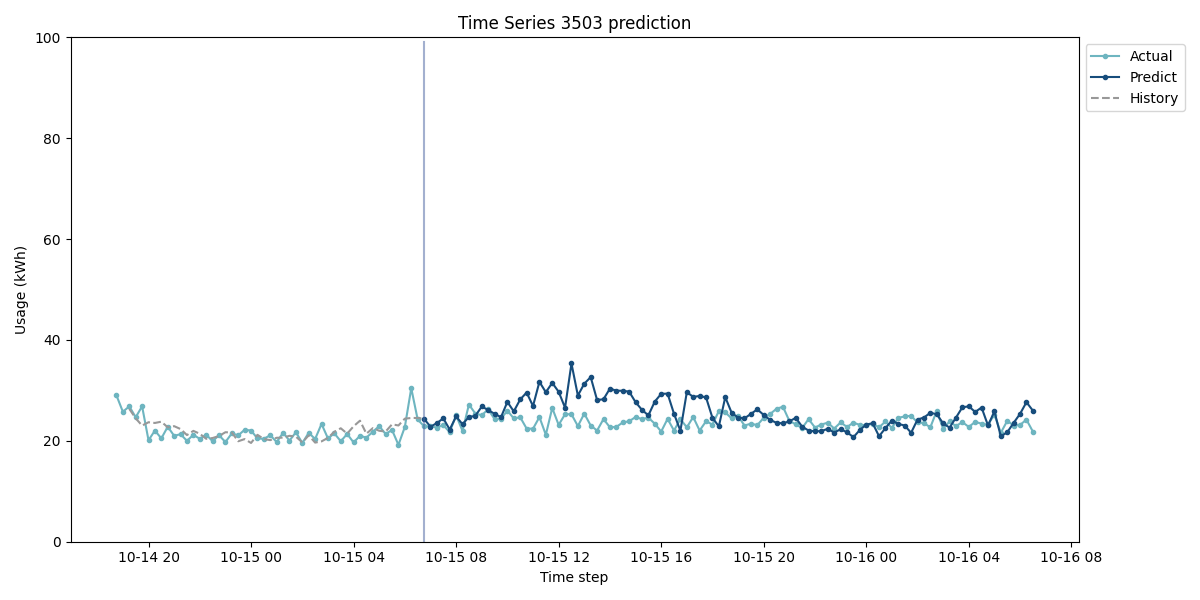 Time Series 3503 prediction
100
80
60
40
20
0
Usage (kWh)
10-14 20 10-15 00 10-15 04 10-15 08 10-15 12 10-15 16 10-15 20 10-16 00 10-16 04 10-16 08
Time step
Actual
Predict
History